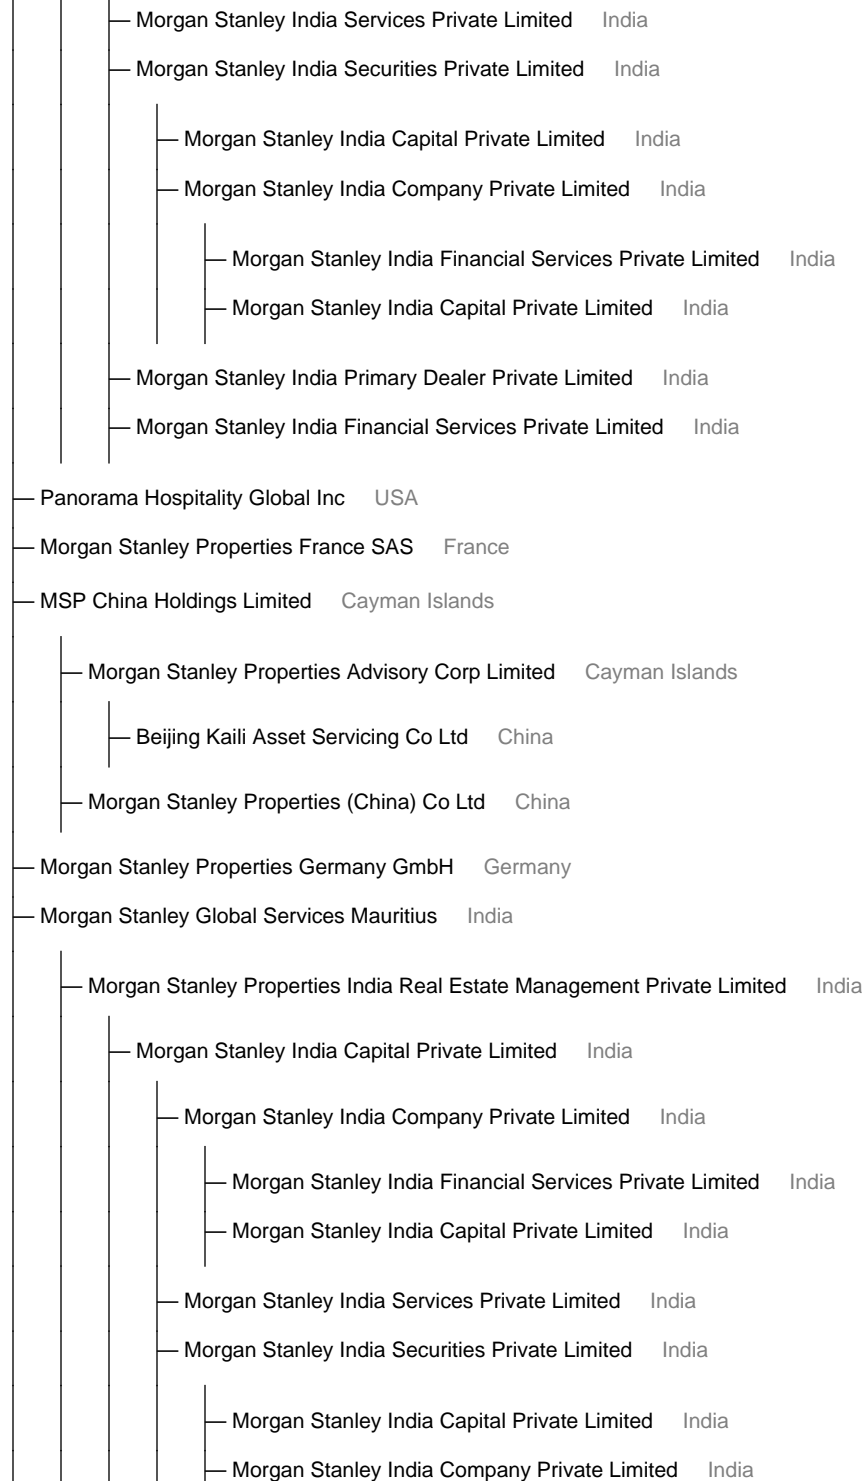 Morgan Stanley India Services Private Limited India
Morgan Stanley India Securities Private Limited India
Morgan Stanley India Capital Private Limited India
Morgan Stanley India Company Private Limited India
Morgan Stanley India Financial Services Private Limited India
Morgan Stanley India Capital Private Limited India
Morgan Stanley India Primary Dealer Private Limited India
Morgan Stanley India Financial Services Private Limited India
Panorama Hospitality Global Inc USA
Morgan Stanley Properties France SAS France
MSP China Holdings Limited Cayman Islands
Morgan Stanley Properties Advisory Corp Limited Cayman Islands
Beijing Kaili Asset Servicing Co Ltd China
Morgan Stanley Properties (China) Co Ltd China
Morgan Stanley Properties Germany GmbH Germany
Morgan Stanley Global Services Mauritius India
Morgan Stanley Properties India Real Estate Management Private Limited India
Morgan Stanley India Capital Private Limited India
Morgan Stanley India Company Private Limited India
Morgan Stanley India Financial Services Private Limited India
Morgan Stanley India Capital Private Limited India
Morgan Stanley India Services Private Limited India
Morgan Stanley India Securities Private Limited India
Morgan Stanley India Capital Private Limited India
Morgan Stanley India Company Private Limited India